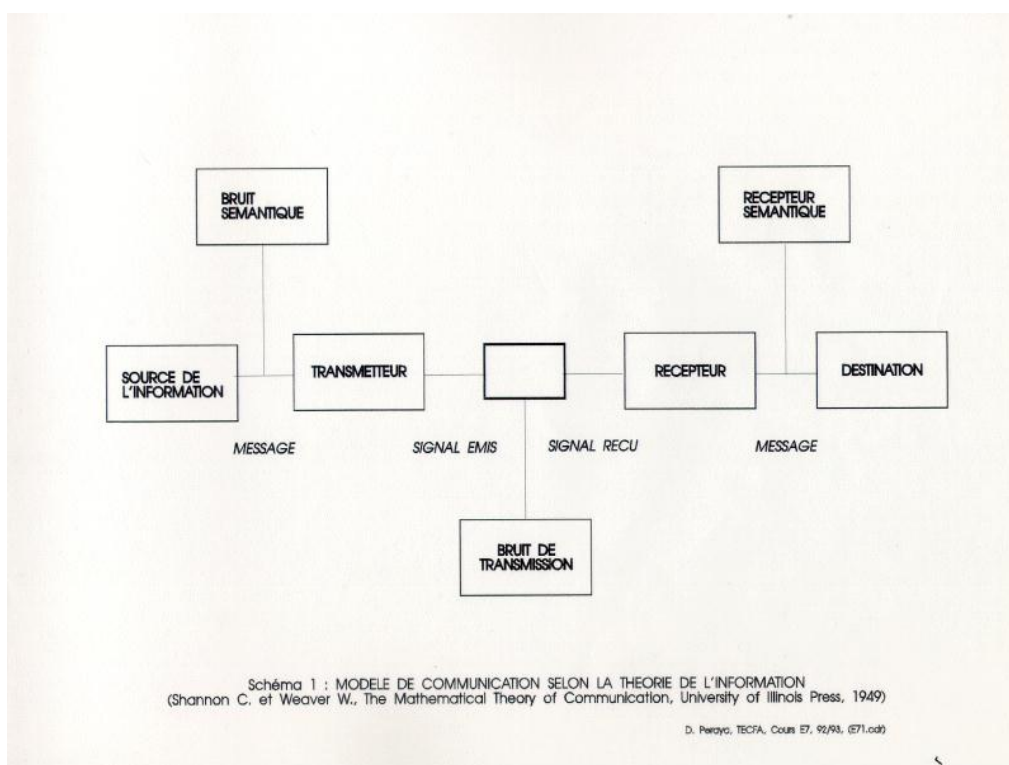 BRUIT
SEMANTIQUE
RECEPTEUR
SEMANTIQUE
SOURCE DE
L'INFORMATION
TRANSMETTEUR
RECEPTEUR
DESTINATION
MESSAGE
SIGNAL EMIS
SIGNAL RECU
MESSAGE
BRUIT DE
TRANSMISSION
Schéma 1 : MODELE DE COMMUNICATION SELON LA THEORIE DE L'INFORMATION
(Shannon C. et Weaver W., The Mathematical Theory of Communication, University of Illinois Press, 1949)
D. Peraya, TECFA, Cours E7, 92/93, (E71.cdr)